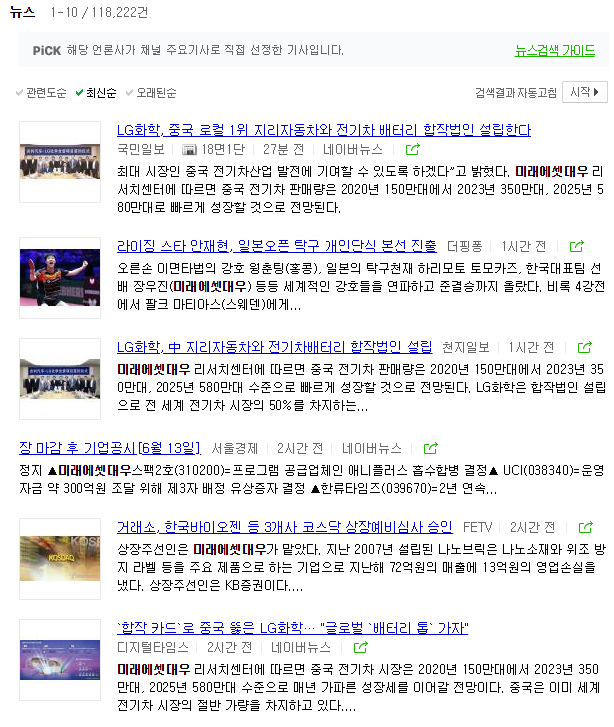 뉴스 1-10 / 118,222건
PiCK 해당 언론사가 채널 주요기사로 직접 선정한 기사입니다. 뉴스검색 가이드
관련도순 최신순 오래된순 검색결과 자동고침 시작
LG화학, 중국 로컬 1위 지리자동차와 전기차 배터리 합작법인 설립한다
국민일보 18면1단 27분 전 네이버뉴스
최대 시장인 중국 전기차산업 발전에 기여할 수 있도록 하겠다"고 밝혔다. 미래에셋대우 리
서치센터에 따르면 중국 전기차 판매량은 2020년 150만대에서 2023년 350만대, 2025년 5
80만대로 빠르게 성장할 것으로 전망된다.
라이징 스타 안재현, 일본오픈 탁구 개인단식 본선 진출 더핑퐁 1시간 전
오른손 이면타법의 강호 웡춘팅(홍콩), 일본의 탁구천재 하리모토 토모카즈, 한국대표팀 선
배 장우진(미래에셋대우) 등등 세계적인 강호들을 연파하고 준결승까지 올랐다. 비록 4강전
에서 팔크 마티아스(스웨덴)에게...
LG화학, 中 지리자동차와 전기차배터리 합작법인 설립 천지일보 1시간 전
미래에셋대우 리서치센터에 따르면 중국 전기차 판매량은 2020년 150만대에서 2023년 35
0만대, 2025년 580만대 수준으로 빠르게 성장할 것으로 전망된다. LG화학은 합작법인 설립
으로 전 세계 전기차 시장의 50%를 차지하는...
장 마감 후 기업공시[6월 13일] 서울경제 2시간 전 네이버뉴스
정지 ▲미래에셋대우스팩2호(310200)=프로그램 공급업체인 애니플러스 흡수합병 결정▲ UCI(038340)=운영
자금 약 300억원 조달 위해 제3자 배정 유상증자 결정 ▲한류타임즈(039670)=2년 연속...
KOSDAQ
거래소, 한국바이오젠 등 3개사 코스닥 상장예비심사 승인 FETV 2시간 전
상장주선인은 미래에셋대우가 맡았다. 지난 2007년 설립된 나노브릭은 나노소재와 위조 방
지 라벨 등을 주요 제품으로 하는 기업으로 지난해 72억원의 매출에 13억원의 영업손실을
냈다. 상장주선인은 KB증권이다....
`합작 카드`로 중국 뚫은 LG화학… "글로벌 `배터리 톱` 가자"
디지털타임스 2시간 전 네이버뉴스
미래에셋대우 리서치센터에 따르면 중국 전기차 시장은 2020년 150만대에서 2023년 350
만대, 2025년 580만대 수준으로 매년 가파른 성장세를 이어갈 전망이다. 중국은 이미 세계
전기차 시장의 절반 가량을 차지하고 있다....